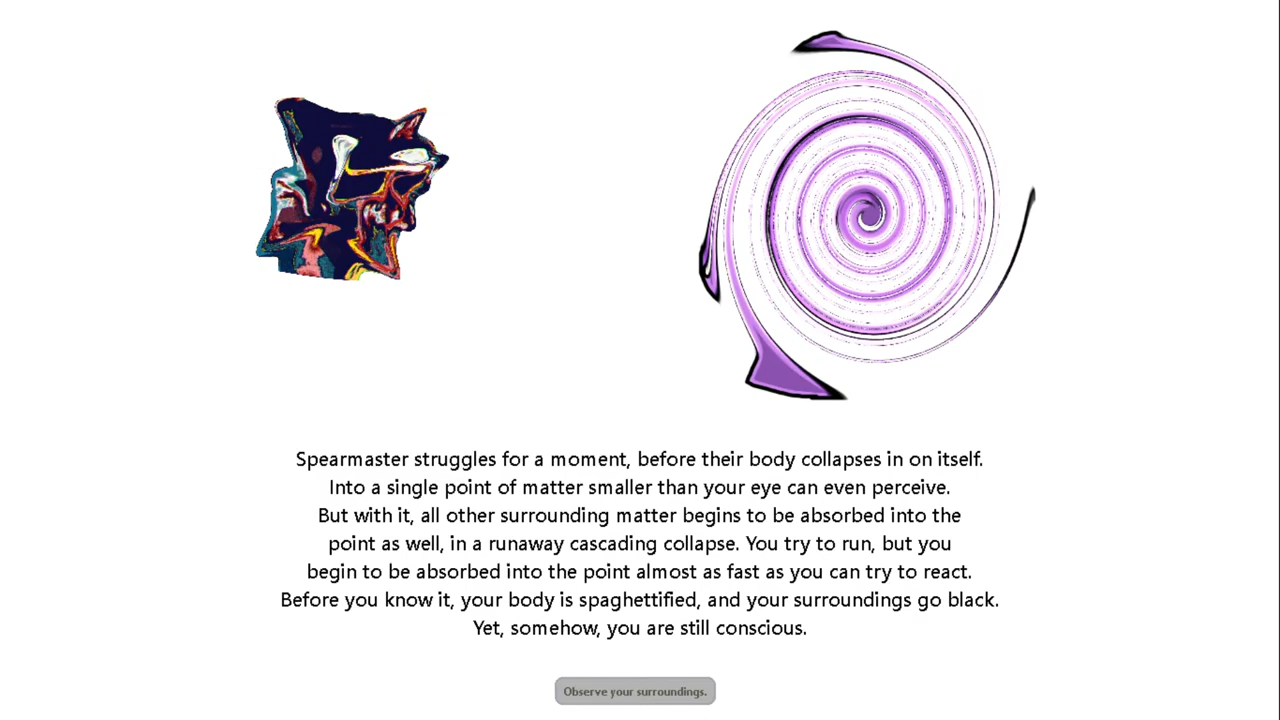 Spearmaster struggles for a moment, before their body collapses in on itself.
Into a single point of matter smaller than your eye can even perceive.
But with it, all other surrounding matter begins to be absorbed into the
point as well, in a runaway cascading collapse. You try to run, but you
begin to be absorbed into the point almost as fast as you can try to react.
Before you know it, your body is spaghettified, and your surroundings go black.
Yet, somehow, you are still conscious.
Observe your surroundings.